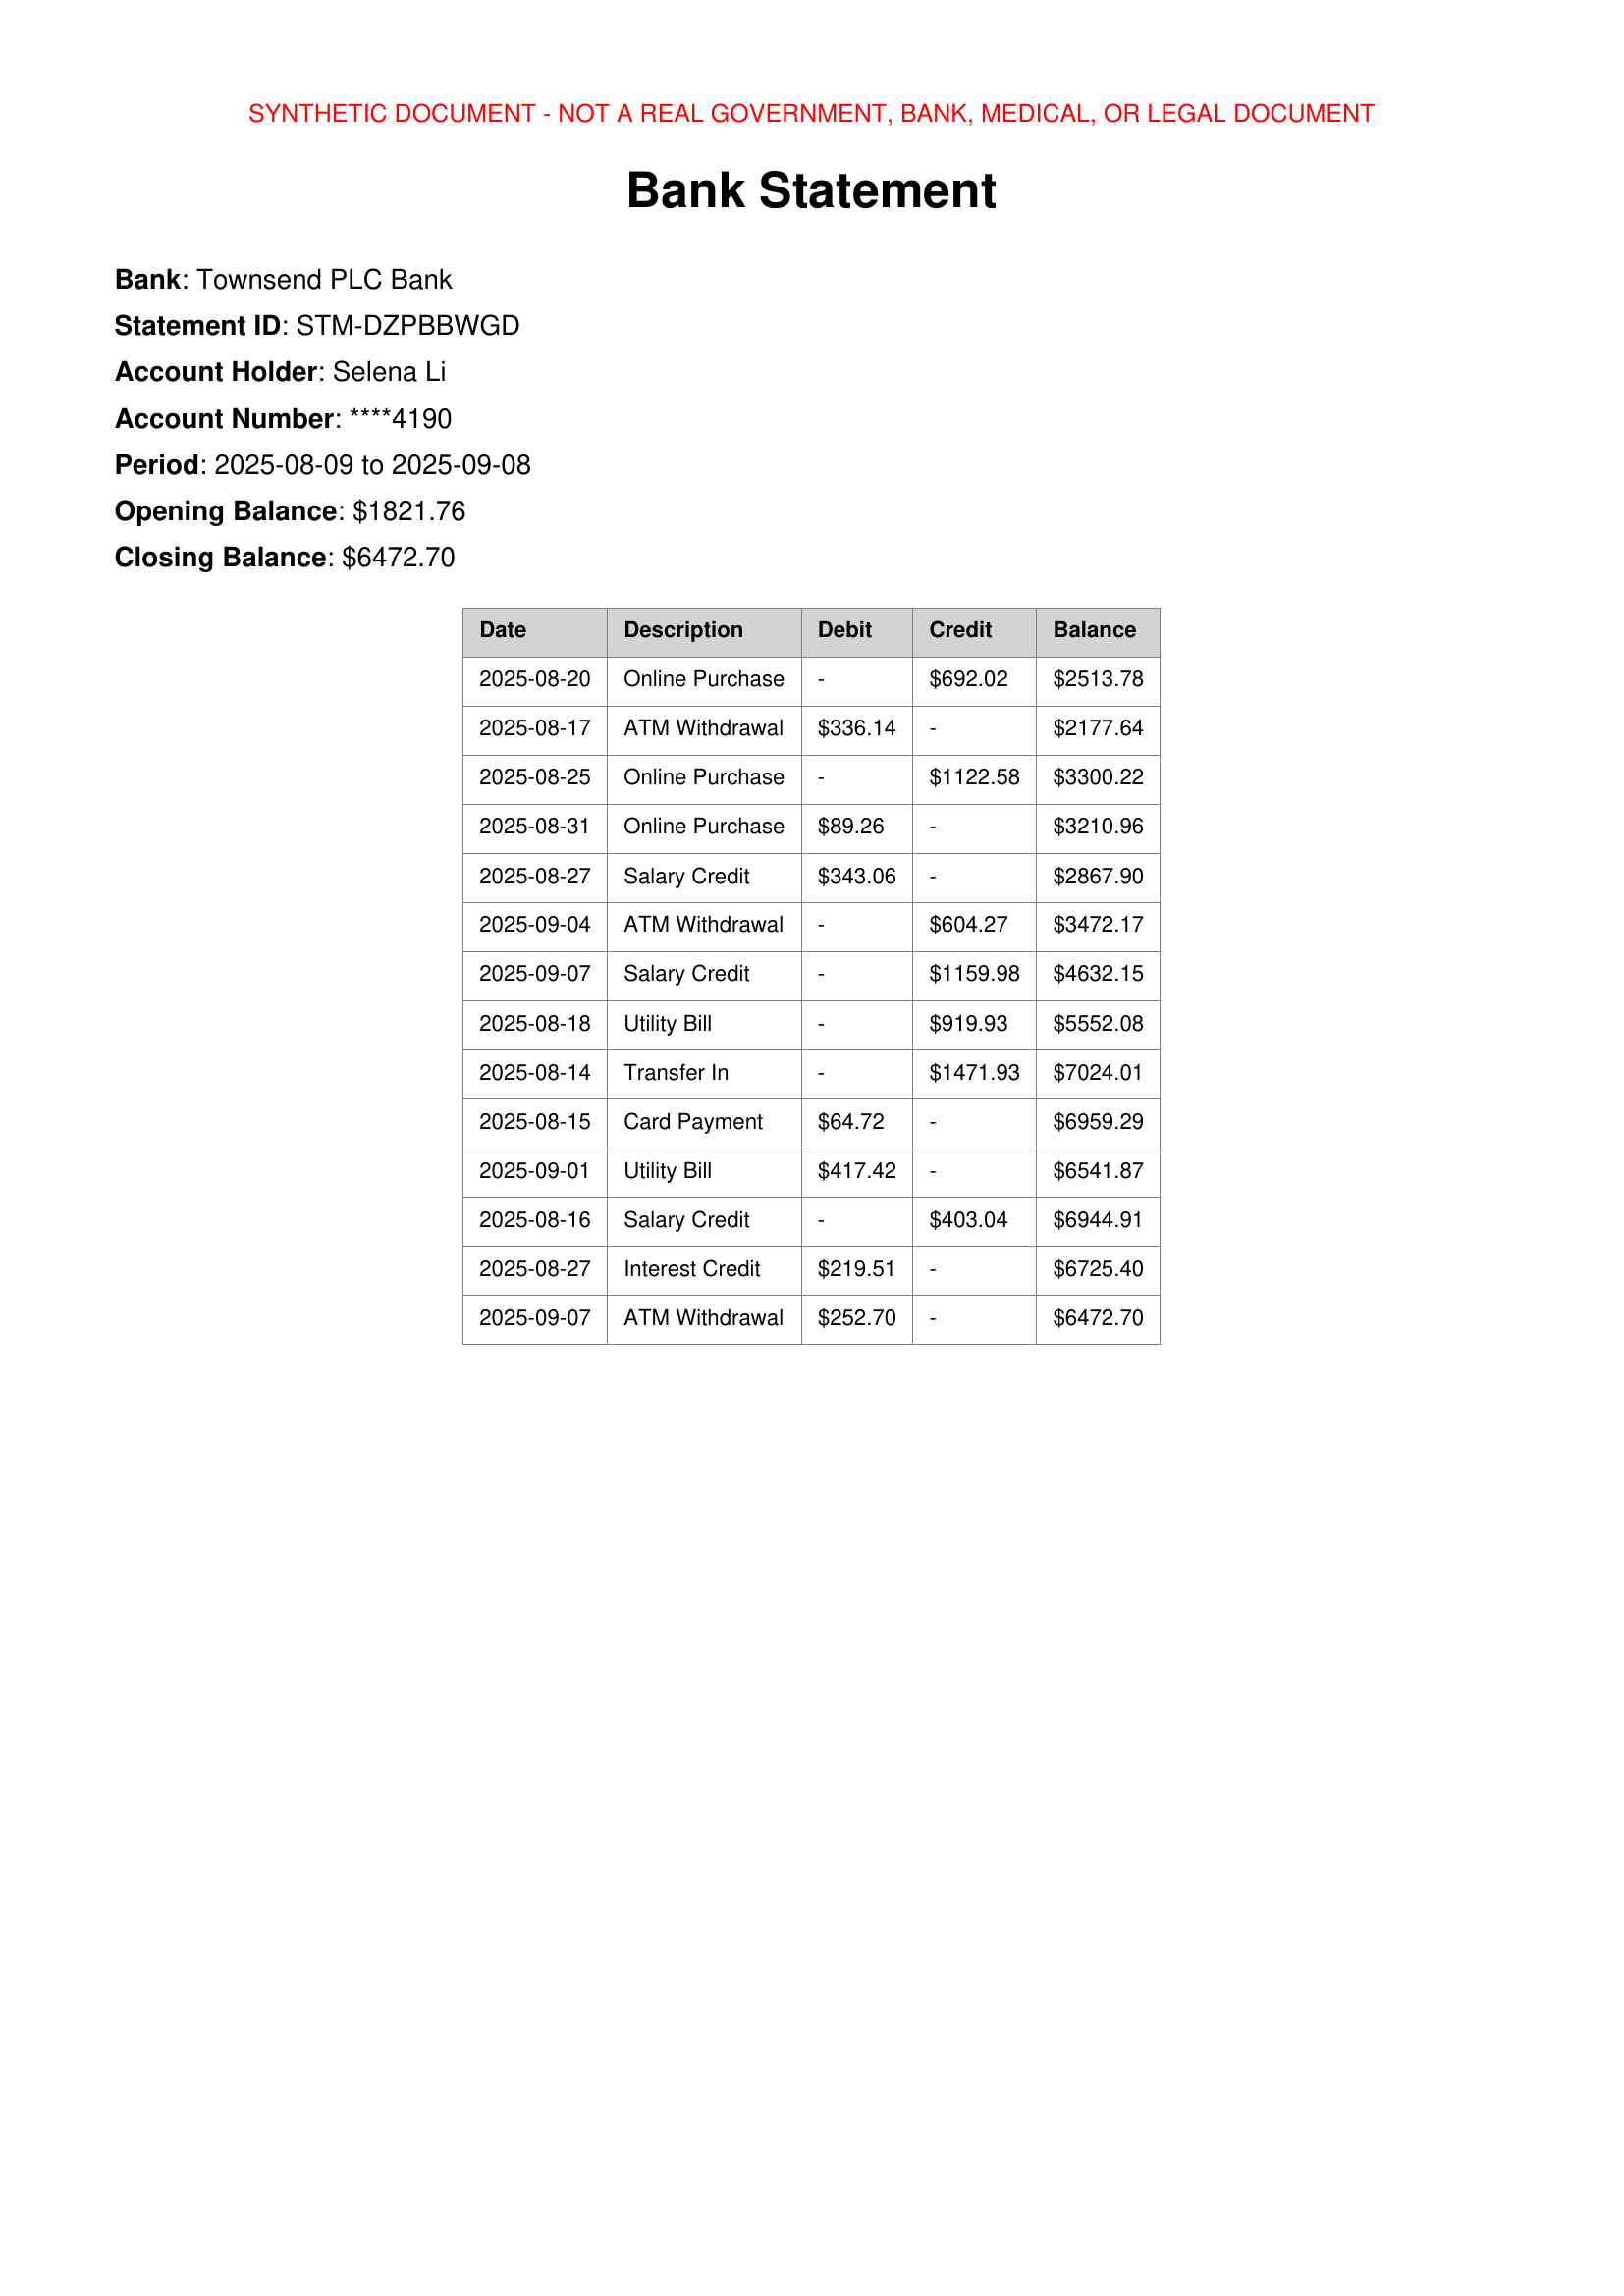 SYNTHETIC DOCUMENT - NOT A REAL GOVERNMENT, BANK, MEDICAL, OR LEGAL DOCUMENT
Bank Statement
Bank: Townsend PLC Bank
Statement ID: STM-DZPBBWGD
Account Holder: Selena Li
Account Number: ****4190
Period: 2025-08-09 to 2025-09-08
Opening Balance: $1821.76
Closing Balance: $6472.70
Date Description Debit Credit Balance
2025-08-20 Online Purchase - $692.02 $2513.78
2025-08-17 ATM Withdrawal $336.14 - $2177.64
2025-08-25 Online Purchase - $1122.58 $3300.22
2025-08-31 Online Purchase $89.26 - $3210.96
2025-08-27 Salary Credit $343.06 - $2867.90
2025-09-04 ATM Withdrawal - $604.27 $3472.17
2025-09-07 Salary Credit - $1159.98 $4632.15
2025-08-18 Utility Bill - $919.93 $5552.08
2025-08-14 Transfer In - $1471.93 $7024.01
2025-08-15 Card Payment $64.72 - $6959.29
2025-09-01 Utility Bill $417.42 - $6541.87
2025-08-16 Salary Credit - $403.04 $6944.91
2025-08-27 Interest Credit $219.51 - $6725.40
2025-09-07 ATM Withdrawal $252.70 - $6472.70